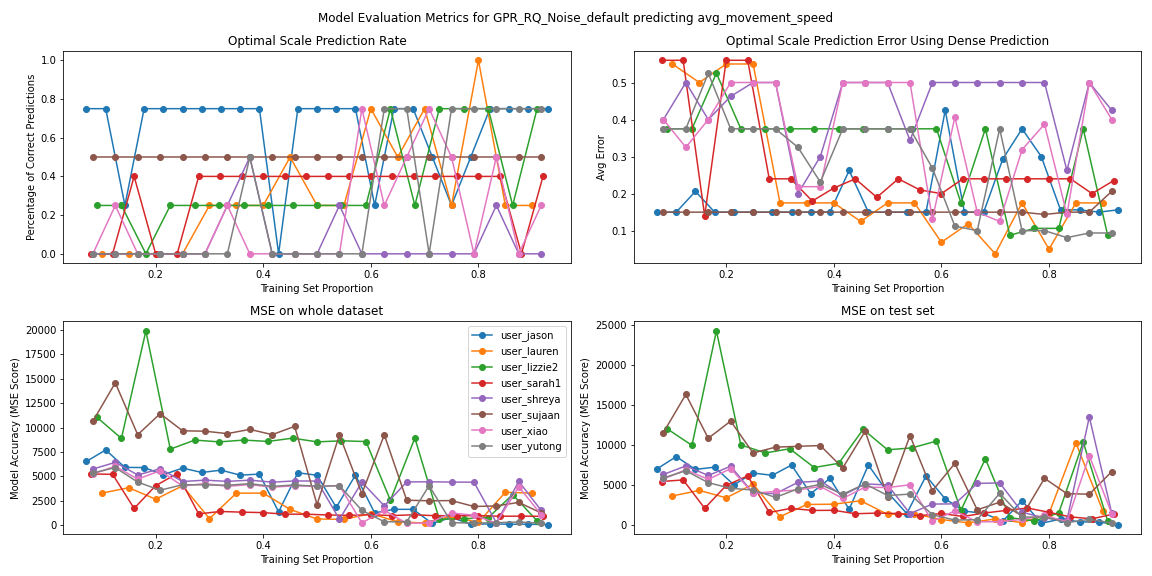 Model Evaluation Metrics for GPR_RQ_Noise_default predicting avg_movement_speed
Optimal Scale Prediction Rate
Percentage of Correct Predictions
1.0
0.8
0.6
0.4
0.2
0.0
0.2 0.4 0.6 0.8
Training Set Proportion
Optimal Scale Prediction Error Using Dense Prediction
Avg Error
0.5
0.4
0.3
0.2
0.1
0.2 0.4 0.6 0.8
Training Set Proportion
MSE on whole dataset
Model Accuracy (MSE Score)
20000
17500
15000
12500
10000
7500
5000
2500
0
0.2 0.4 0.6 0.8
Training Set Proportion
user_jason
user_lauren
user_lizzie2
user_sarah1
user_shreya
user_sujaan
user_xiao
user_yutong
MSE on test set
Model Accuracy (MSE Score)
25000
20000
15000
10000
5000
0
0.2 0.4 0.6 0.8
Training Set Proportion